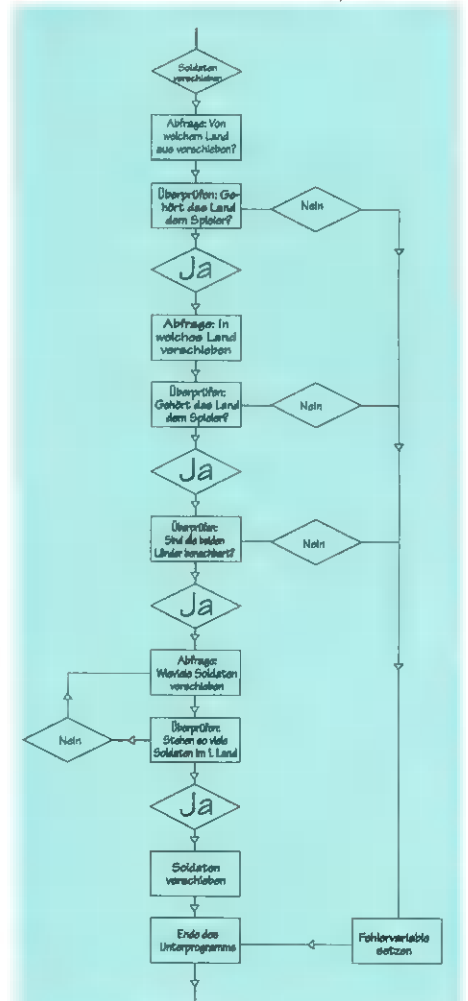 Soldaten
verschieben
Abfrage: Von
welchem Land
aus verschieben?
Überprüfen: Ge-
hört das Land
dem Spieler?
Nein
Ja
Abfrage: In
welches Land
verschieben
Überprüfen:
Gehört das Land
dem Spieler?
Nein
Ja
Überprüfen:
Sind die beiden
Länder benachbart?
Nein
Ja
Abfrage:
Wieviele Soldaten
verschieben
Nein
Überprüfen:
Stehen so viele
Soldaten im 1. Land
Ja
Soldaten
verschieben
Ende des
Unterprogramms
Fehlervariable
setzen